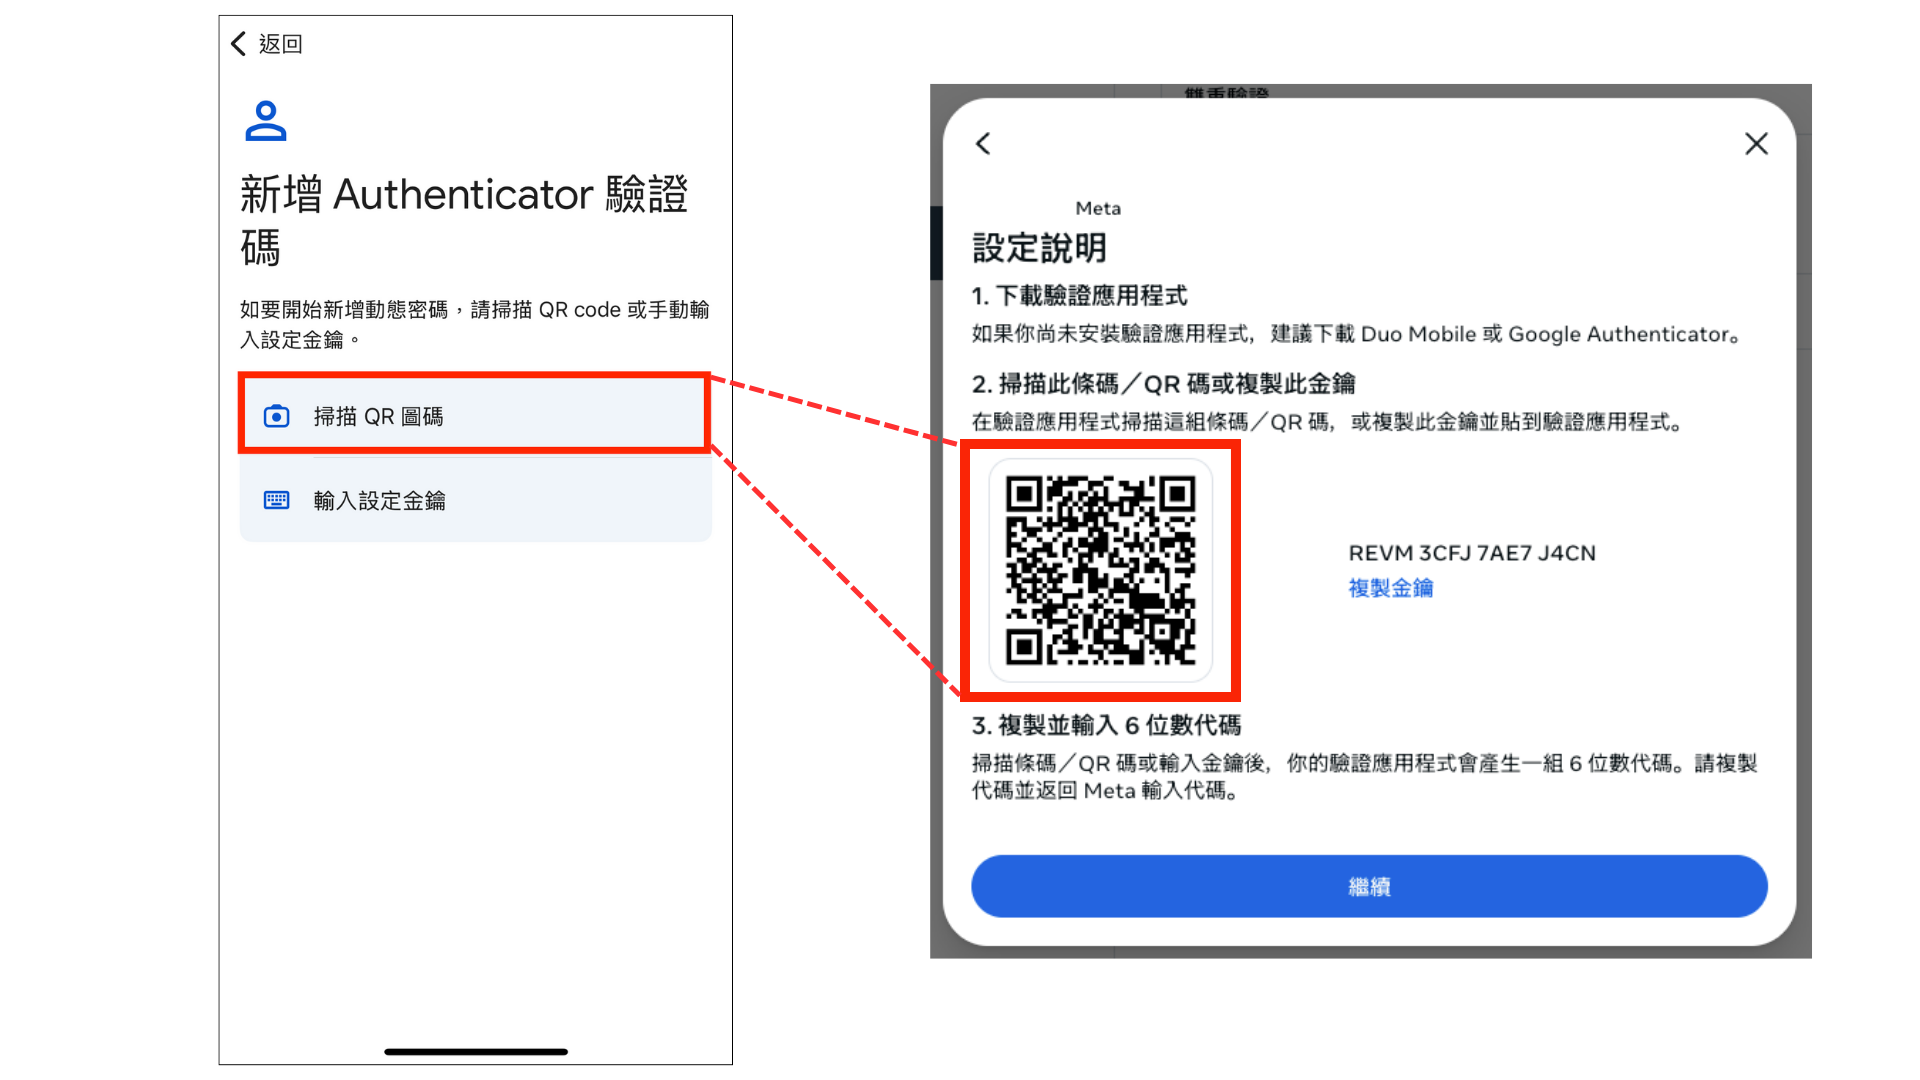 返回
新增 Authenticator 驗證
碼
如要開始新增動態密碼，請掃描 QR code 或手動輸
入設定金鑰。
掃描 QR 圖碼
輸入設定金鑰
雙重驗證
Meta
設定說明
1. 下載驗證應用程式
如果你尚未安裝驗證應用程式，建議下載 Duo Mobile 或 Google Authenticator。
2. 掃描此條碼／QR 碼或複製此金鑰
在驗證應用程式掃描這組條碼／QR 碼，或複製此金鑰並貼到驗證應用程式。
REVM 3CFJ 7AE7 J4CN
複製金鑰
3. 複製並輸入 6 位數代碼
掃描條碼／QR 碼或輸入金鑰後，你的驗證應用程式會產生一組 6 位數代碼。請複製
代碼並返回 Meta 輸入代碼。
繼續